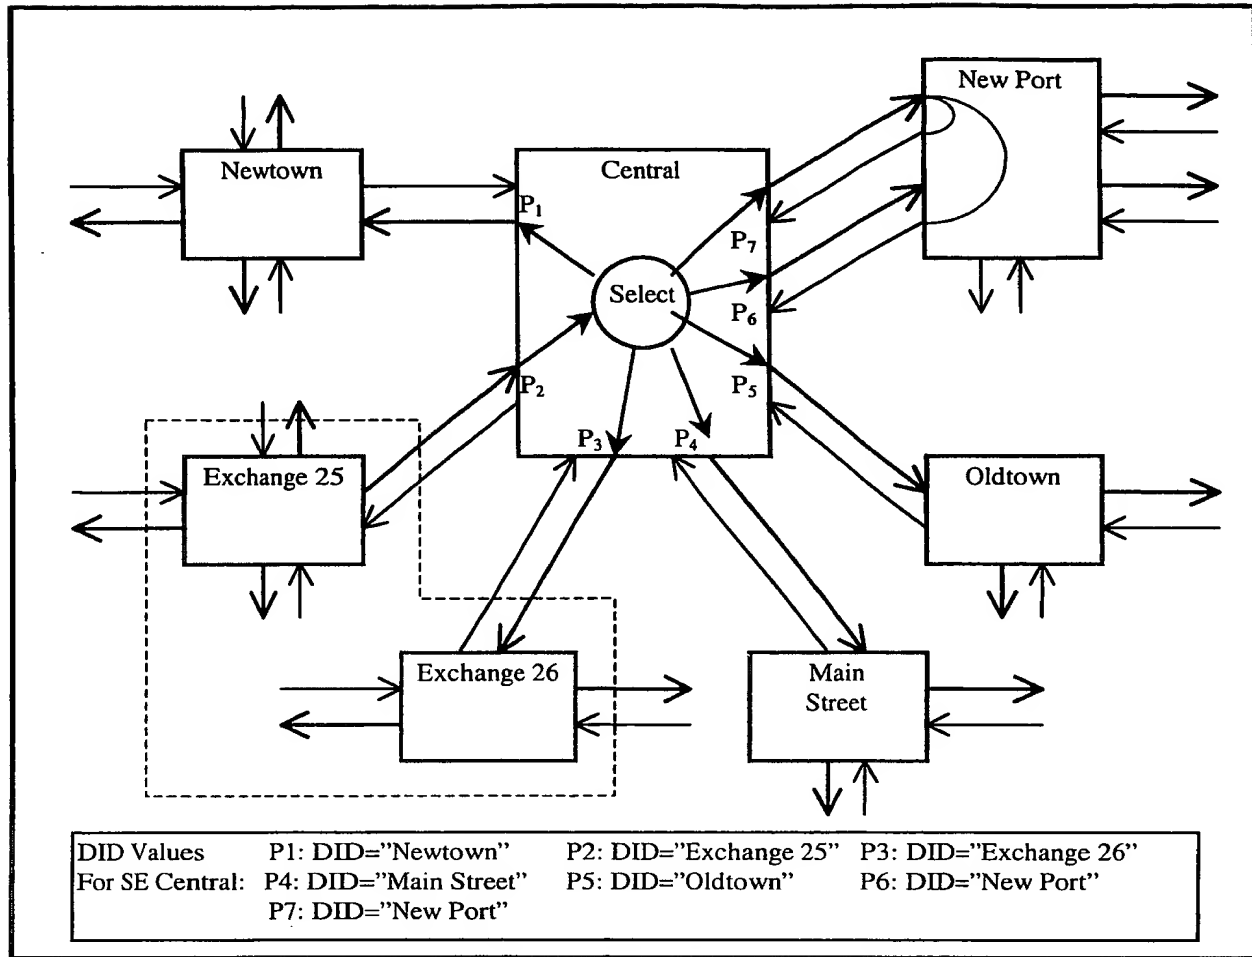 New Port
Newtown
Central
P₁
P₇
Select
P₆
P₂
P₅
P₃
P₄
Exchange 25
Oldtown
Exchange 26
Main
Street
DID Values P1: DID="Newtown" P2: DID="Exchange 25" P3: DID="Exchange 26"
For SE Central: P4: DID="Main Street" P5: DID="Oldtown" P6: DID="New Port"
P7: DID="New Port"